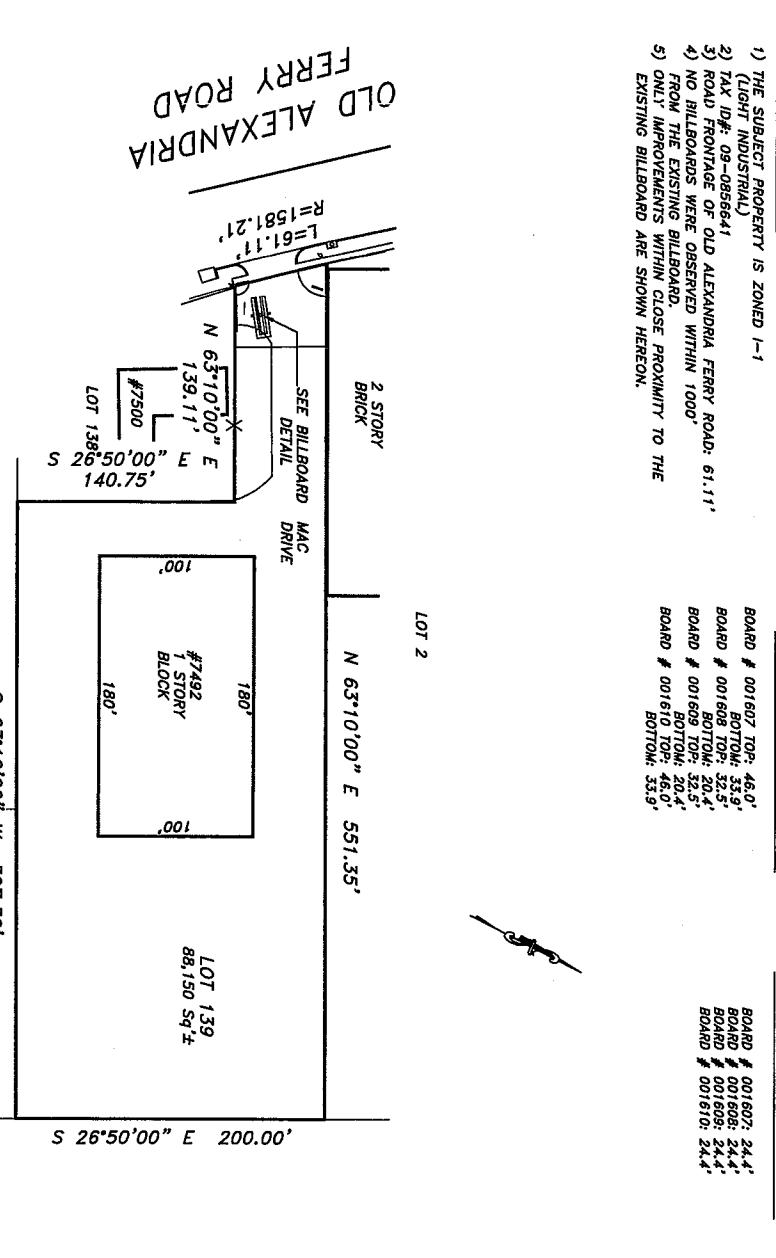 1) THE SUBJECT PROPERTY IS ZONED I-1
(LIGHT INDUSTRIAL)
2) TAX ID#: 09-0856641
3) ROAD FRONTAGE OF OLD ALEXANDRIA FERRY ROAD: 61.11'
4) NO BILLBOARDS WERE OBSERVED WITHIN 1000'
FROM THE EXISTING BILLBOARD.
5) ONLY IMPROVEMENTS WITHIN CLOSE PROXIMITY TO THE
EXISTING BILLBOARD ARE SHOWN HEREON.
BOARD # 001607 TOP: 46.0'
BOTTOM: 33.9'
BOARD # 001608 TOP: 32.5'
BOTTOM: 20.4'
BOARD # 001609 TOP: 32.5'
BOTTOM: 20.4'
BOARD # 001610 TOP: 46.0'
BOTTOM: 33.9'
BOARD # 001607: 24.4'
BOARD # 001608: 24.4'
BOARD # 001609: 24.4'
BOARD # 001610: 24.4'
OLD ALEXANDRIA
FERRY ROAD
L=61.11'
R=1581.21'
LOT 2
2 STORY
BRICK
N 63°10'00" E 551.35'
SEE BILLBOARD
DETAIL
MAC
DRIVE
N 63°10'00" E
139.11'
#7500
LOT 138
S 26°50'00" E
140.75'
100'
180'
#7492
1 STORY
BLOCK
180'
100'
LOT 139
88,150 Sq'±
S 26°50'00" E 200.00'